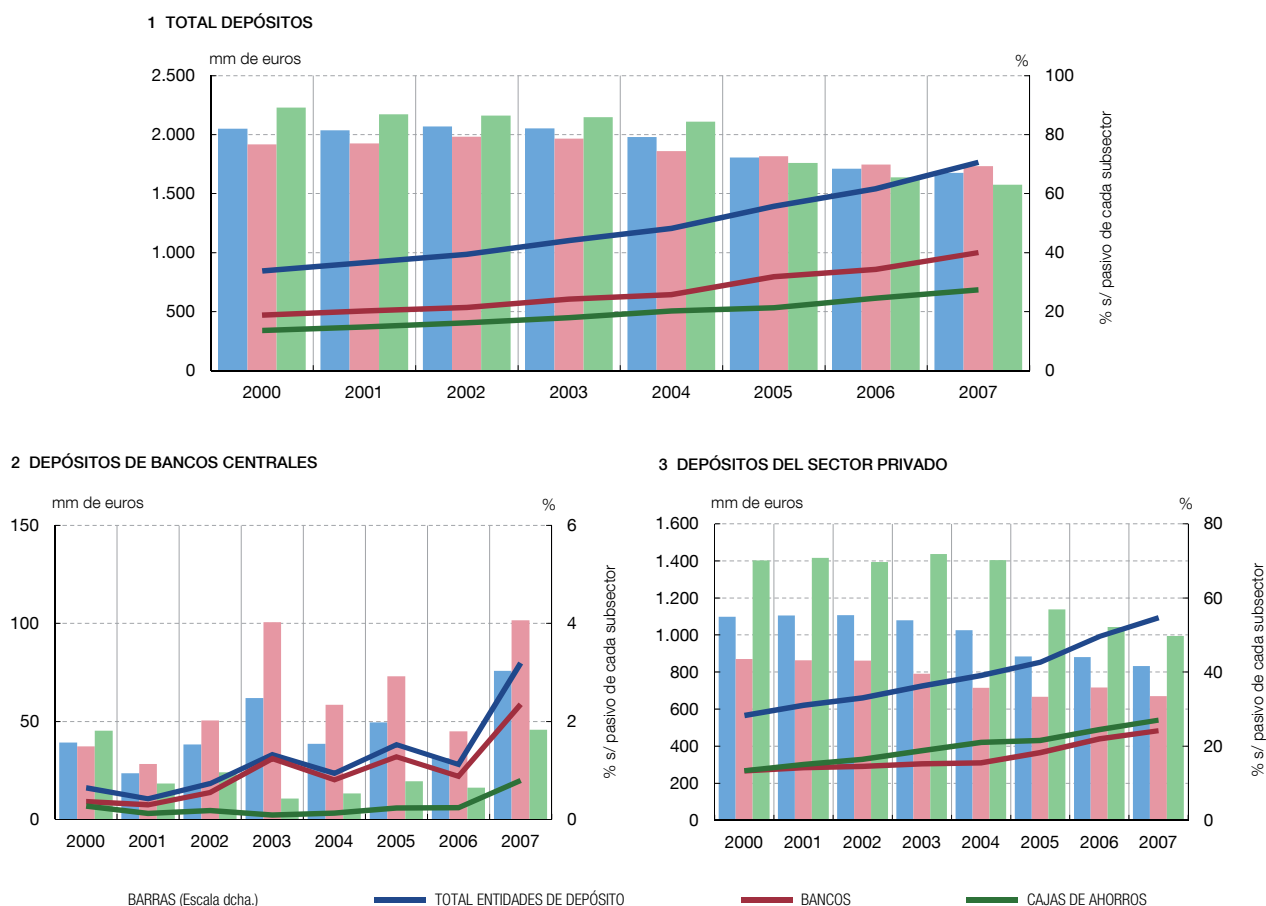 1 TOTAL DEPÓSITOS
mm de euros
%
2.500
2.000
1.500
1.000
500
0
100
80
60
40
20
0
% s/ pasivo de cada subsector
2000 2001 2002 2003 2004 2005 2006 2007
2 DEPÓSITOS DE BANCOS CENTRALES
mm de euros
%
150
100
50
0
6
4
2
0
% s/ pasivo de cada subsector
2000 2001 2002 2003 2004 2005 2006 2007
3 DEPÓSITOS DEL SECTOR PRIVADO
mm de euros
%
1.600
1.400
1.200
1.000
800
600
400
200
0
80
60
40
20
0
% s/ pasivo de cada subsector
2000 2001 2002 2003 2004 2005 2006 2007
BARRAS (Escala dcha.) TOTAL ENTIDADES DE DEPÓSITO BANCOS CAJAS DE AHORROS